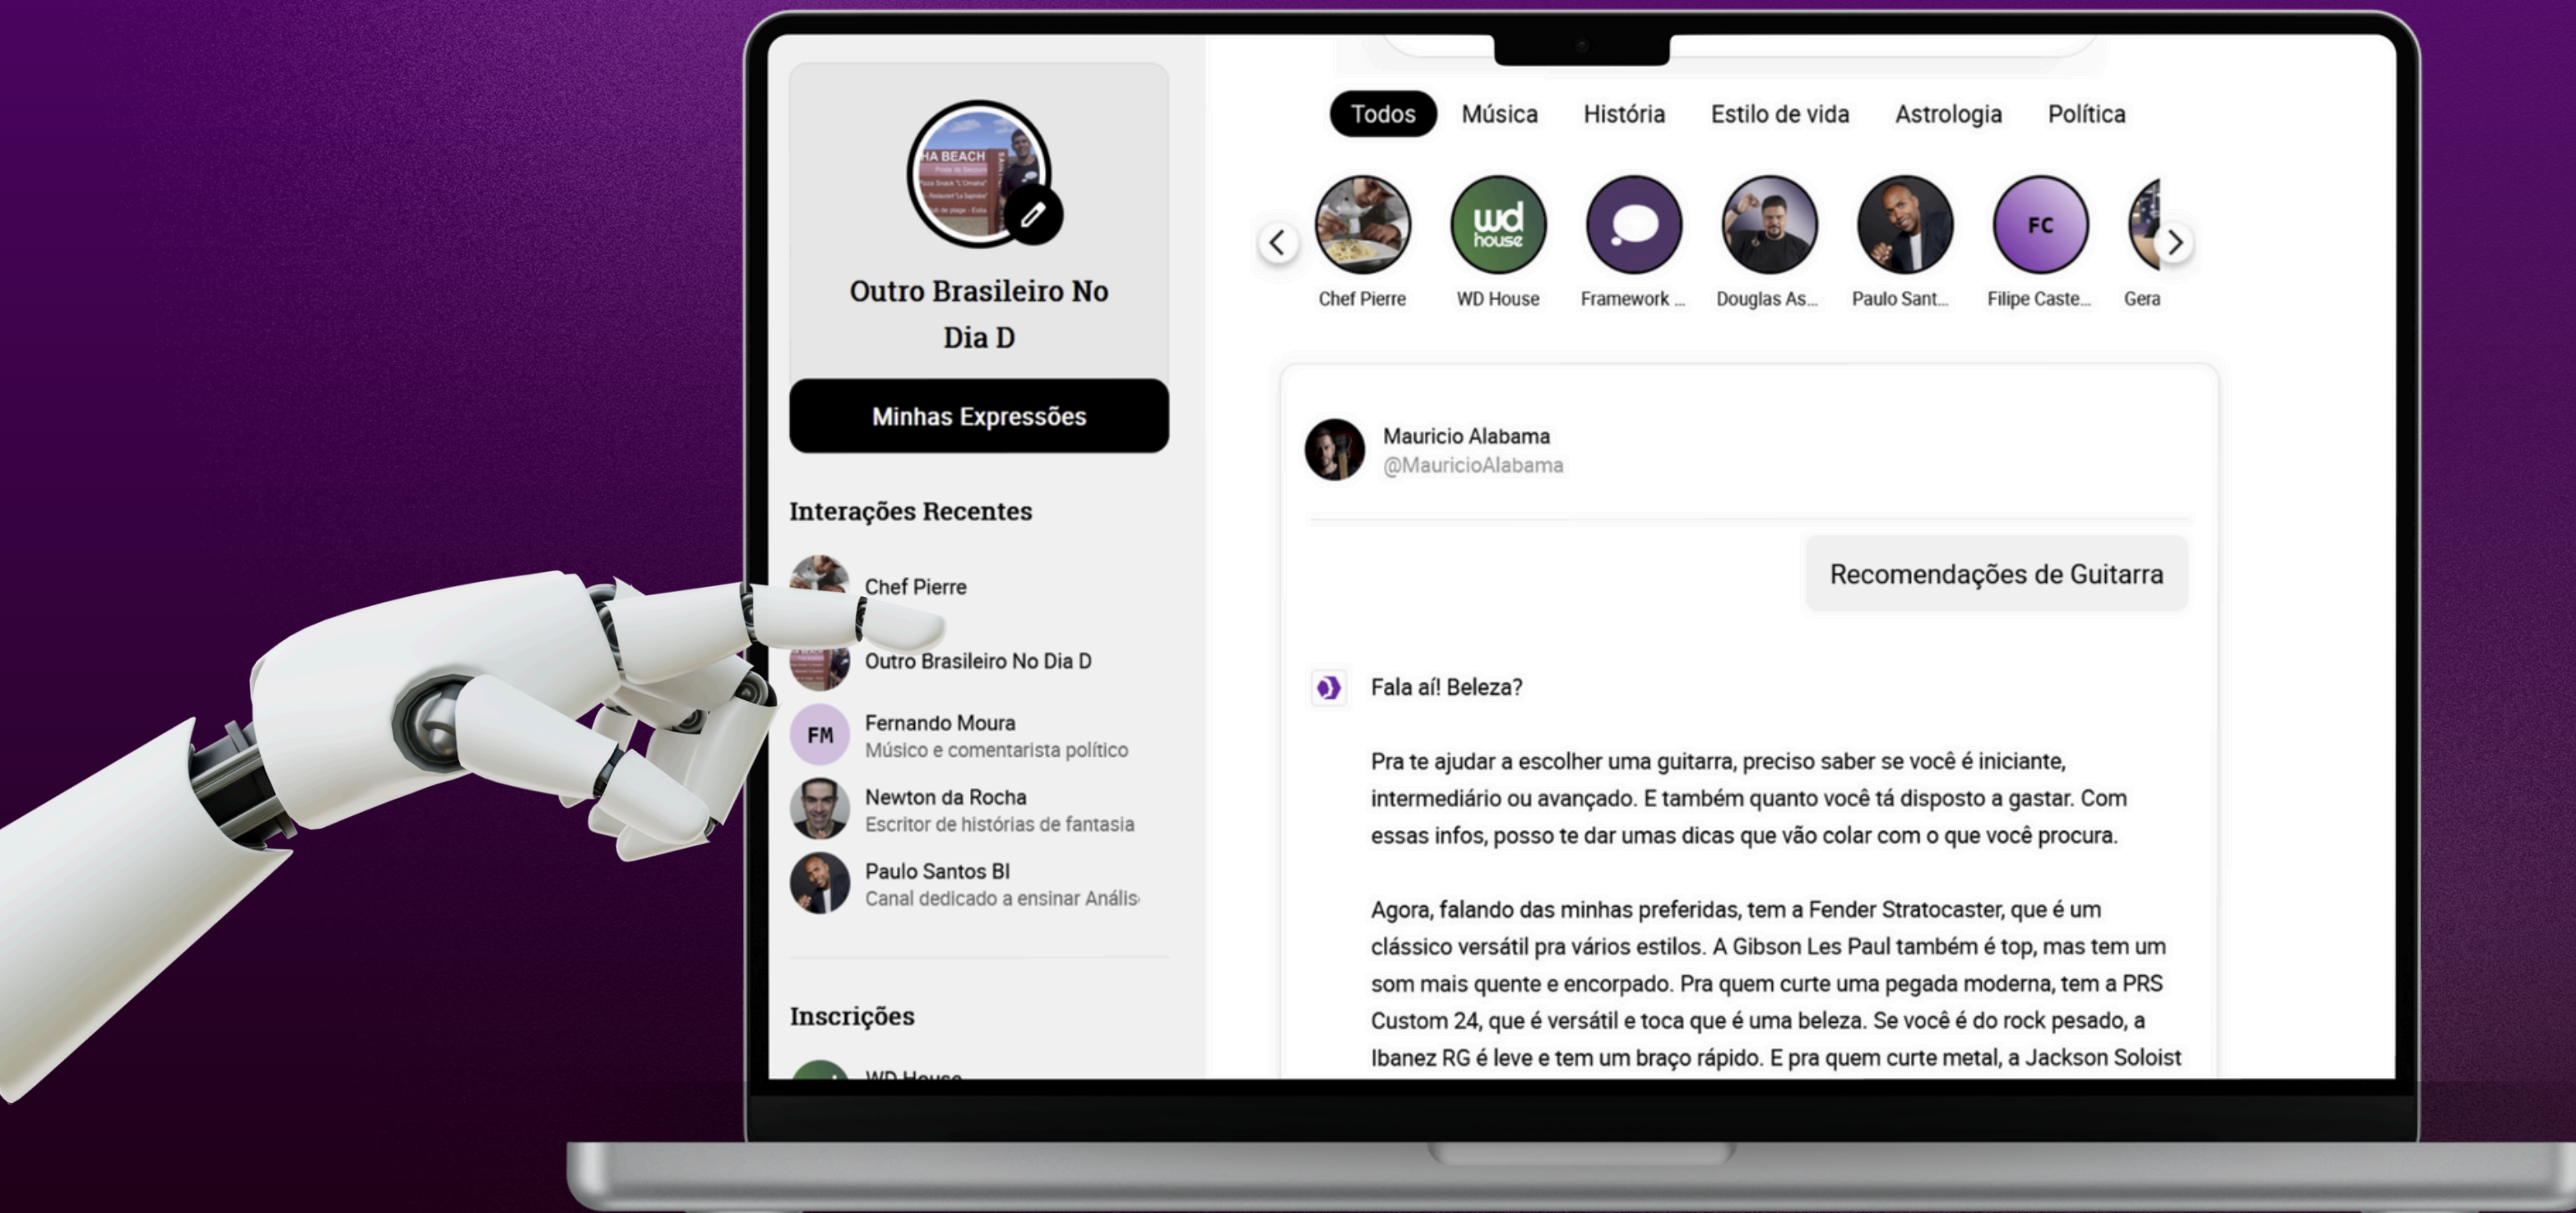 HA BEACH
Outro Brasileiro No
Dia D
Minhas Expressões
Interações Recentes
Chef Pierre
Outro Brasileiro No Dia D
FM
Fernando Moura
Músico e comentarista político
Newton da Rocha
Escritor de histórias de fantasia
Paulo Santos BI
Canal dedicado a ensinar Anális
Inscrições
WD House
Todos
Música
História
Estilo de vida
Astrologia
Política
wd
house
FC
Chef Pierre
WD House
Framework ...
Douglas As...
Paulo Sant...
Filipe Caste...
Gera
Mauricio Alabama
@MauricioAlabama
Recomendações de Guitarra
Fala aí! Beleza?
Pra te ajudar a escolher uma guitarra, preciso saber se você é iniciante,
intermediário ou avançado. E também quanto você tá disposto a gastar. Com
essas infos, posso te dar umas dicas que vão colar com o que você procura.
Agora, falando das minhas preferidas, tem a Fender Stratocaster, que é um
clássico versátil pra vários estilos. A Gibson Les Paul também é top, mas tem um
som mais quente e encorpado. Pra quem curte uma pegada moderna, tem a PRS
Custom 24, que é versátil e toca que é uma beleza. Se você é do rock pesado, a
Ibanez RG é leve e tem um braço rápido. E pra quem curte metal, a Jackson Soloist